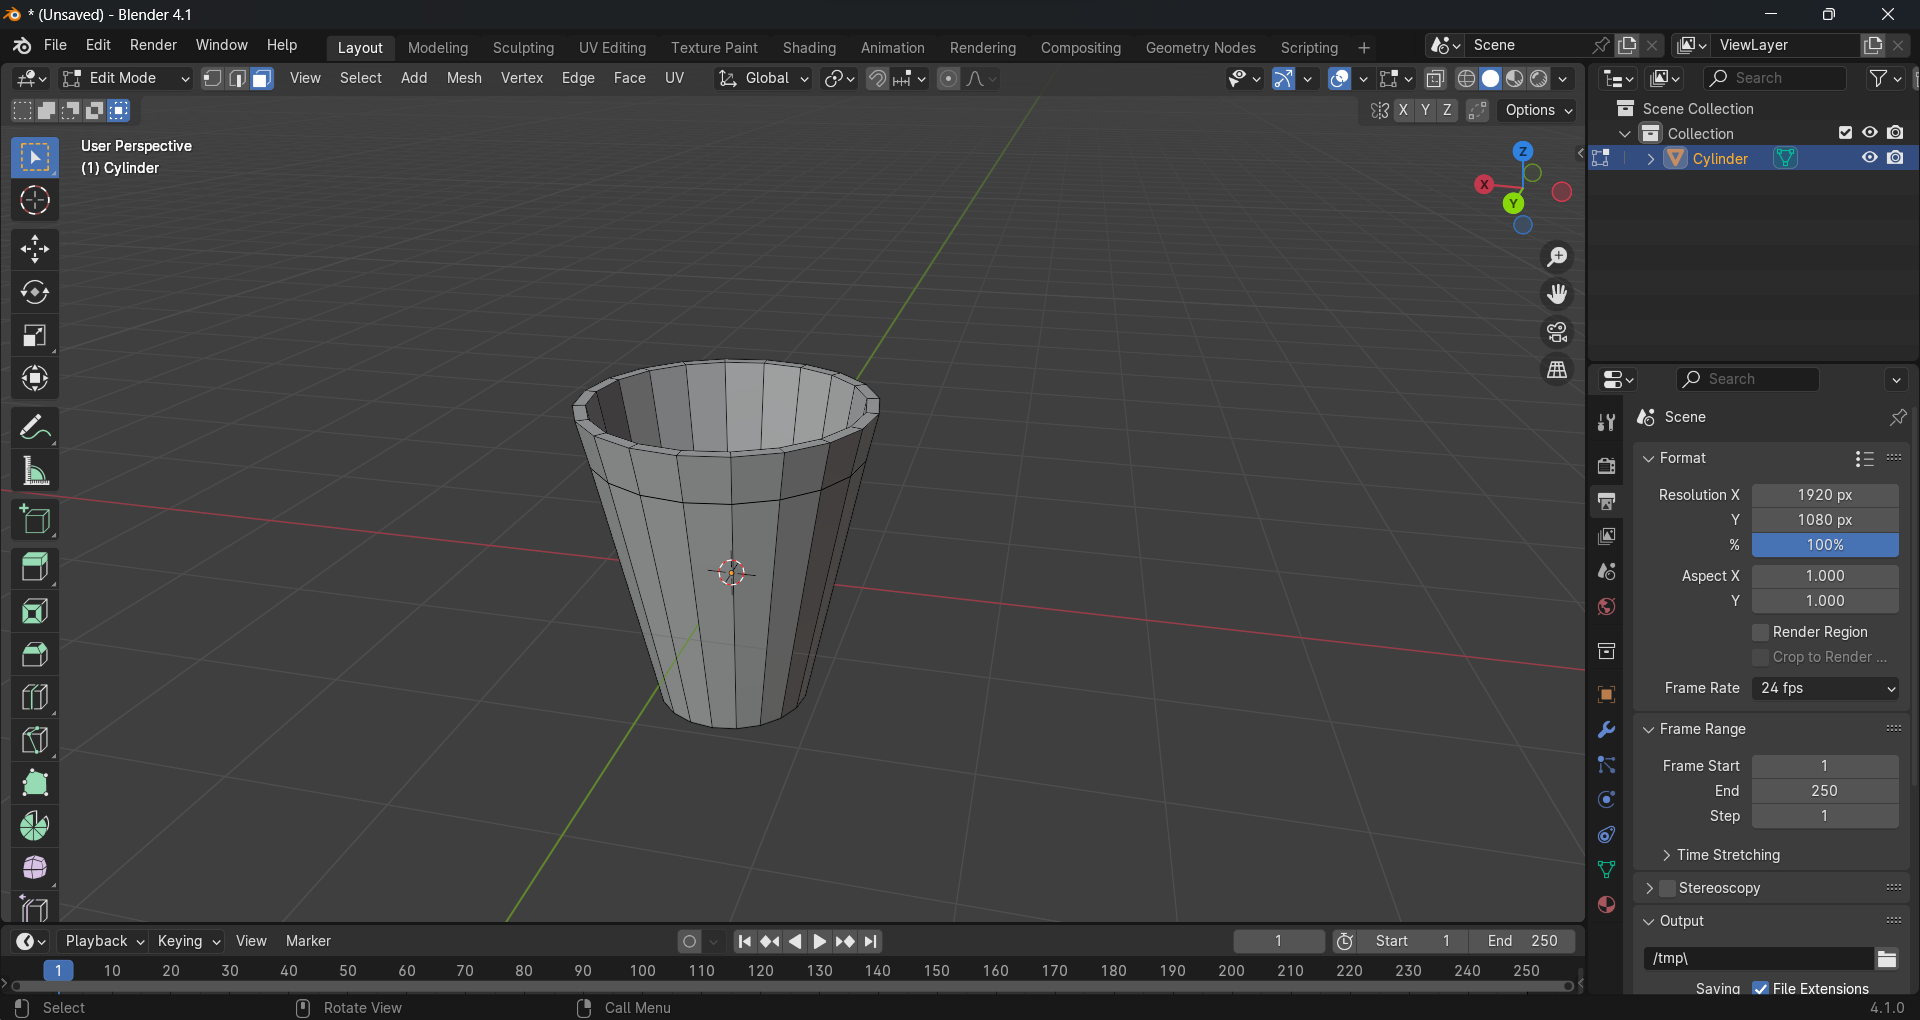 * (Unsaved) - Blender 4.1
File Edit Render Window Help Layout Modeling Sculpting UV Editing Texture Paint Shading Animation Rendering Compositing Geometry Nodes Scripting + Scene ViewLayer
Edit Mode View Select Add Mesh Vertex Edge Face UV Global Search
X Y Z Options
User Perspective
(1) Cylinder
Z
X
Y
Scene Collection
Collection
Cylinder
Search
Scene
Format
Resolution X 1920 px
Y 1080 px
% 100%
Aspect X 1.000
Y 1.000
Render Region
Crop to Render ...
Frame Rate 24 fps
Frame Range
Frame Start 1
End 250
Step 1
Time Stretching
Stereoscopy
Output
/tmp\
Saving File Extensions
Playback Keying View Marker 1 Start 1 End 250
1 10 20 30 40 50 60 70 80 90 100 110 120 130 140 150 160 170 180 190 200 210 220 230 240 250
Select Rotate View Call Menu 4.1.0